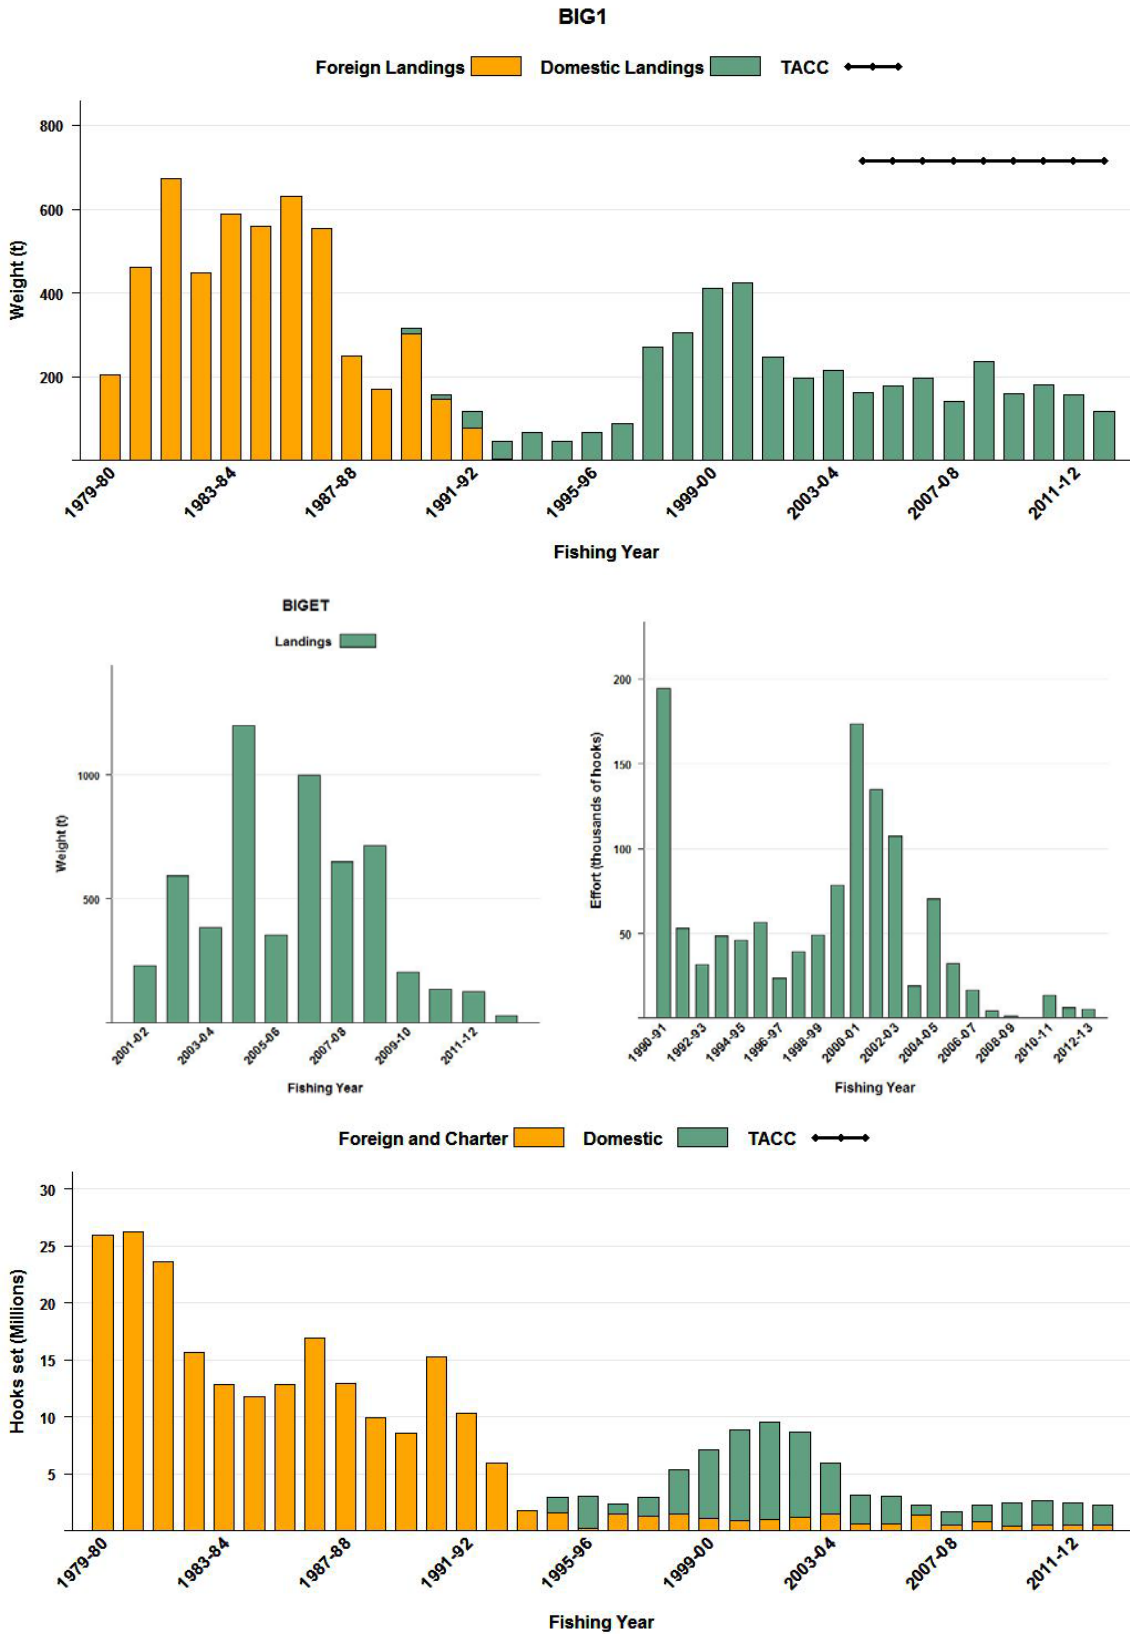 BIG1
Foreign Landings Domestic Landings TACC
800
600
400
200
Weight (t)
1979-80 1983-84 1987-88 1991-92 1995-96 1999-00 2003-04 2007-08 2011-12
Fishing Year
BIGET
Landings
1000
500
Weight (t)
2001-02 2003-04 2005-06 2007-08 2009-10 2011-12
Fishing Year
200
150
100
50
Effort (thousands of hooks)
1990-91 1992-93 1994-95 1996-97 1998-99 2000-01 2002-03 2004-05 2006-07 2008-09 2010-11 2012-13
Fishing Year
Foreign and Charter Domestic TACC
30
25
20
15
10
5
Hooks set (Millions)
1979-80 1983-84 1987-88 1991-92 1995-96 1999-00 2003-04 2007-08 2011-12
Fishing Year